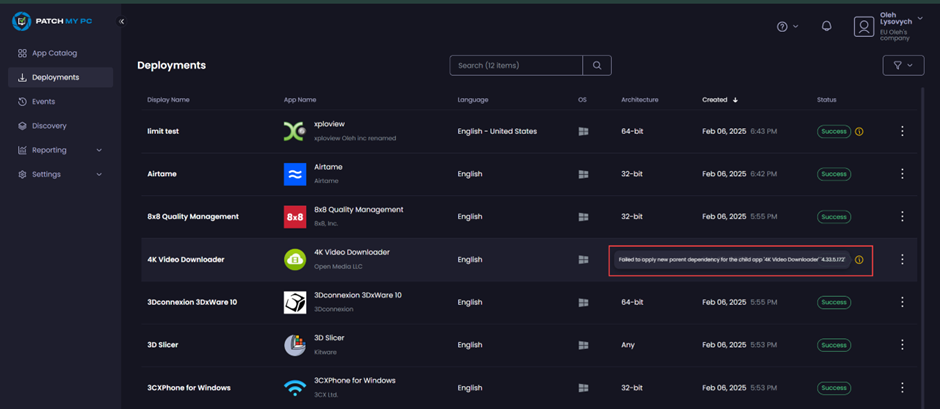 PATCH MY PC
Oleh Lysovych
EU Oleh's company
App Catalog
Deployments
Events
Discovery
Reporting
Settings
Deployments
Search (12 items)
Display Name App Name Language OS Architecture Created Status
limit test xploview English - United States 64-bit Feb 06, 2025 6:43 PM Success
xploview Oleh inc renamed
Airtame Airtame English 32-bit Feb 06, 2025 6:42 PM Success
Airtame
8x8 Quality Management 8x8 8x8 Quality Management English 32-bit Feb 06, 2025 5:55 PM Success
8x8, Inc.
4K Video Downloader 4K Video Downloader English Failed to apply new parent dependency for the child app '4K Video Downloader' '4.33.5.172'
Open Media LLC
3Dconnexion 3DxWare 10 3Dconnexion 3DxWare 10 English 64-bit Feb 06, 2025 5:55 PM Success
3Dconnexion
3D Slicer 3D Slicer English Any Feb 06, 2025 5:53 PM Success
Kitware
3CXPhone for Windows 3CXPhone for Windows English 32-bit Feb 06, 2025 5:53 PM Success
3CX Ltd.